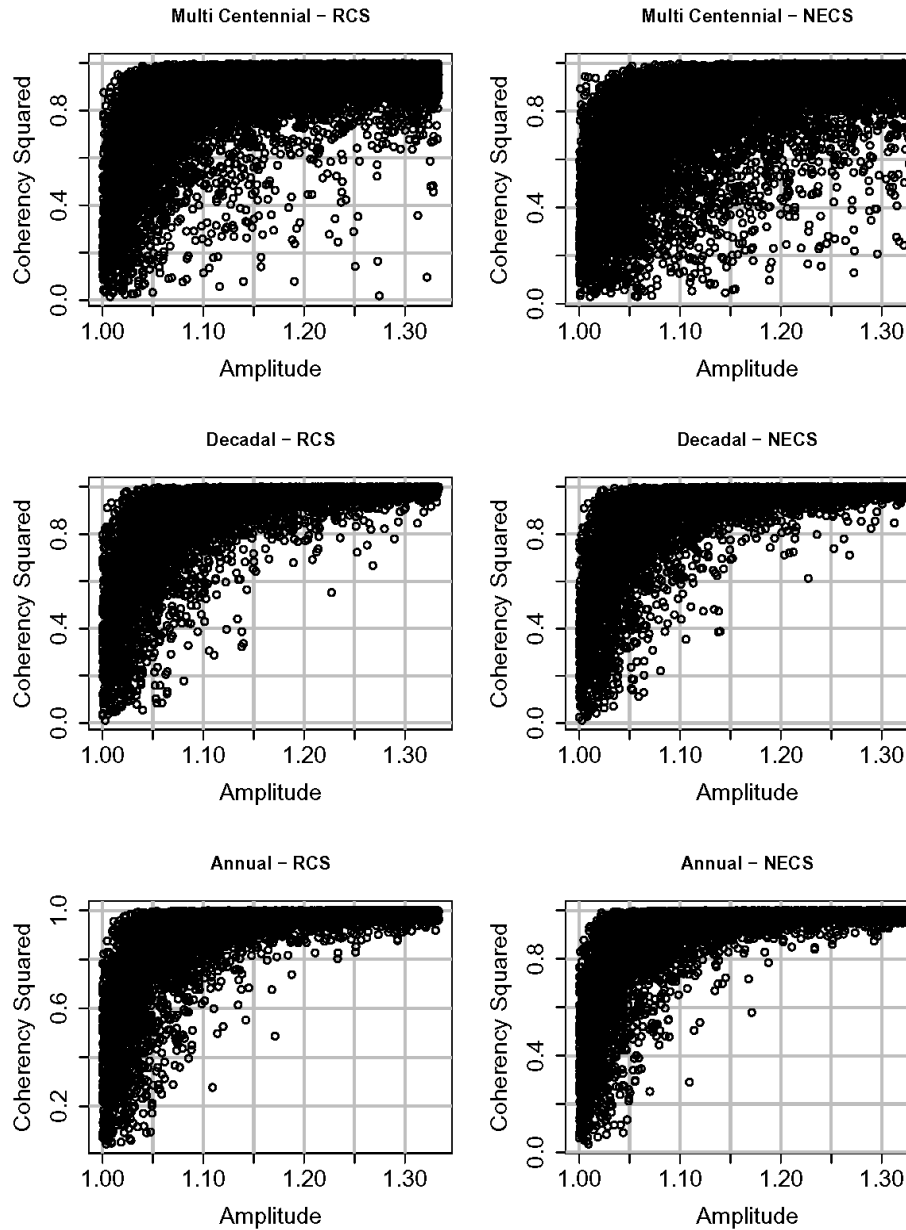 Multi Centennial – RCS
Coherency Squared
0.0 0.4 0.8
1.00 1.10 1.20 1.30
Amplitude
Multi Centennial – NECS
Coherency Squared
0.0 0.4 0.8
1.00 1.10 1.20 1.30
Amplitude
Decadal – RCS
Coherency Squared
0.0 0.4 0.8
1.00 1.10 1.20 1.30
Amplitude
Decadal – NECS
Coherency Squared
0.0 0.4 0.8
1.00 1.10 1.20 1.30
Amplitude
Annual – RCS
Coherency Squared
0.2 0.6 1.0
1.00 1.10 1.20 1.30
Amplitude
Annual – NECS
Coherency Squared
0.0 0.4 0.8
1.00 1.10 1.20 1.30
Amplitude